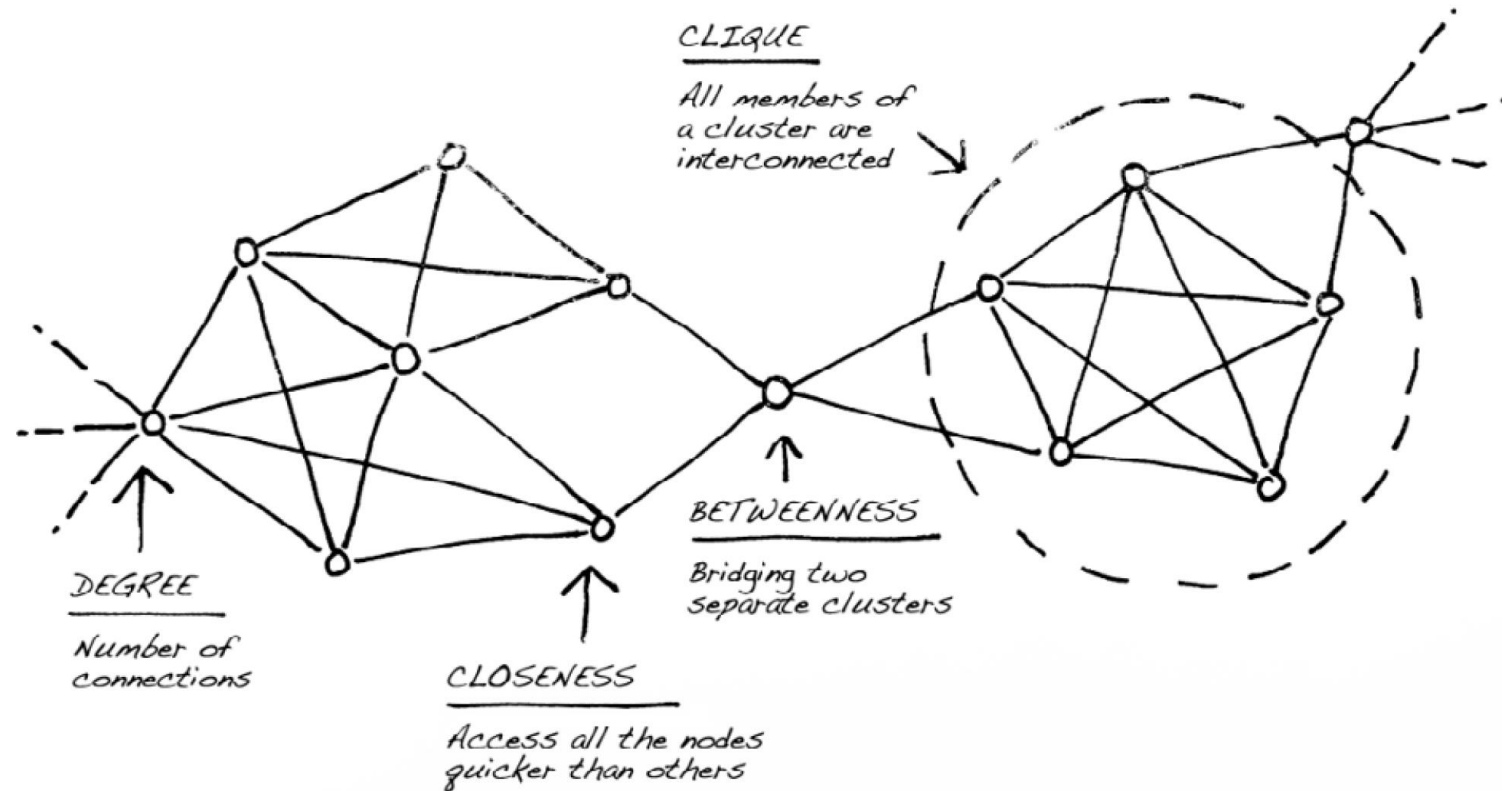 CLIQUE
All members of
a cluster are
interconnected
DEGREE
Number of
connections
CLOSENESS
Access all the nodes
quicker than others
BETWEENNESS
Bridging two
separate clusters